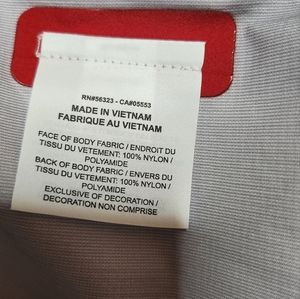 RN#56323 - CA#05553
MADE IN VIETNAM
FABRIQUE AU VIETNAM
FACE OF BODY FABRIC / ENDROIT DU
TISSU DU VETEMENT: 100% NYLON /
POLYAMIDE
BACK OF BODY FABRIC / ENVERS DU
TISSU DU VETEMENT: 100% NYLON /
POLYAMIDE
EXCLUSIVE OF DECORATION /
DECORATION NON COMPRISE